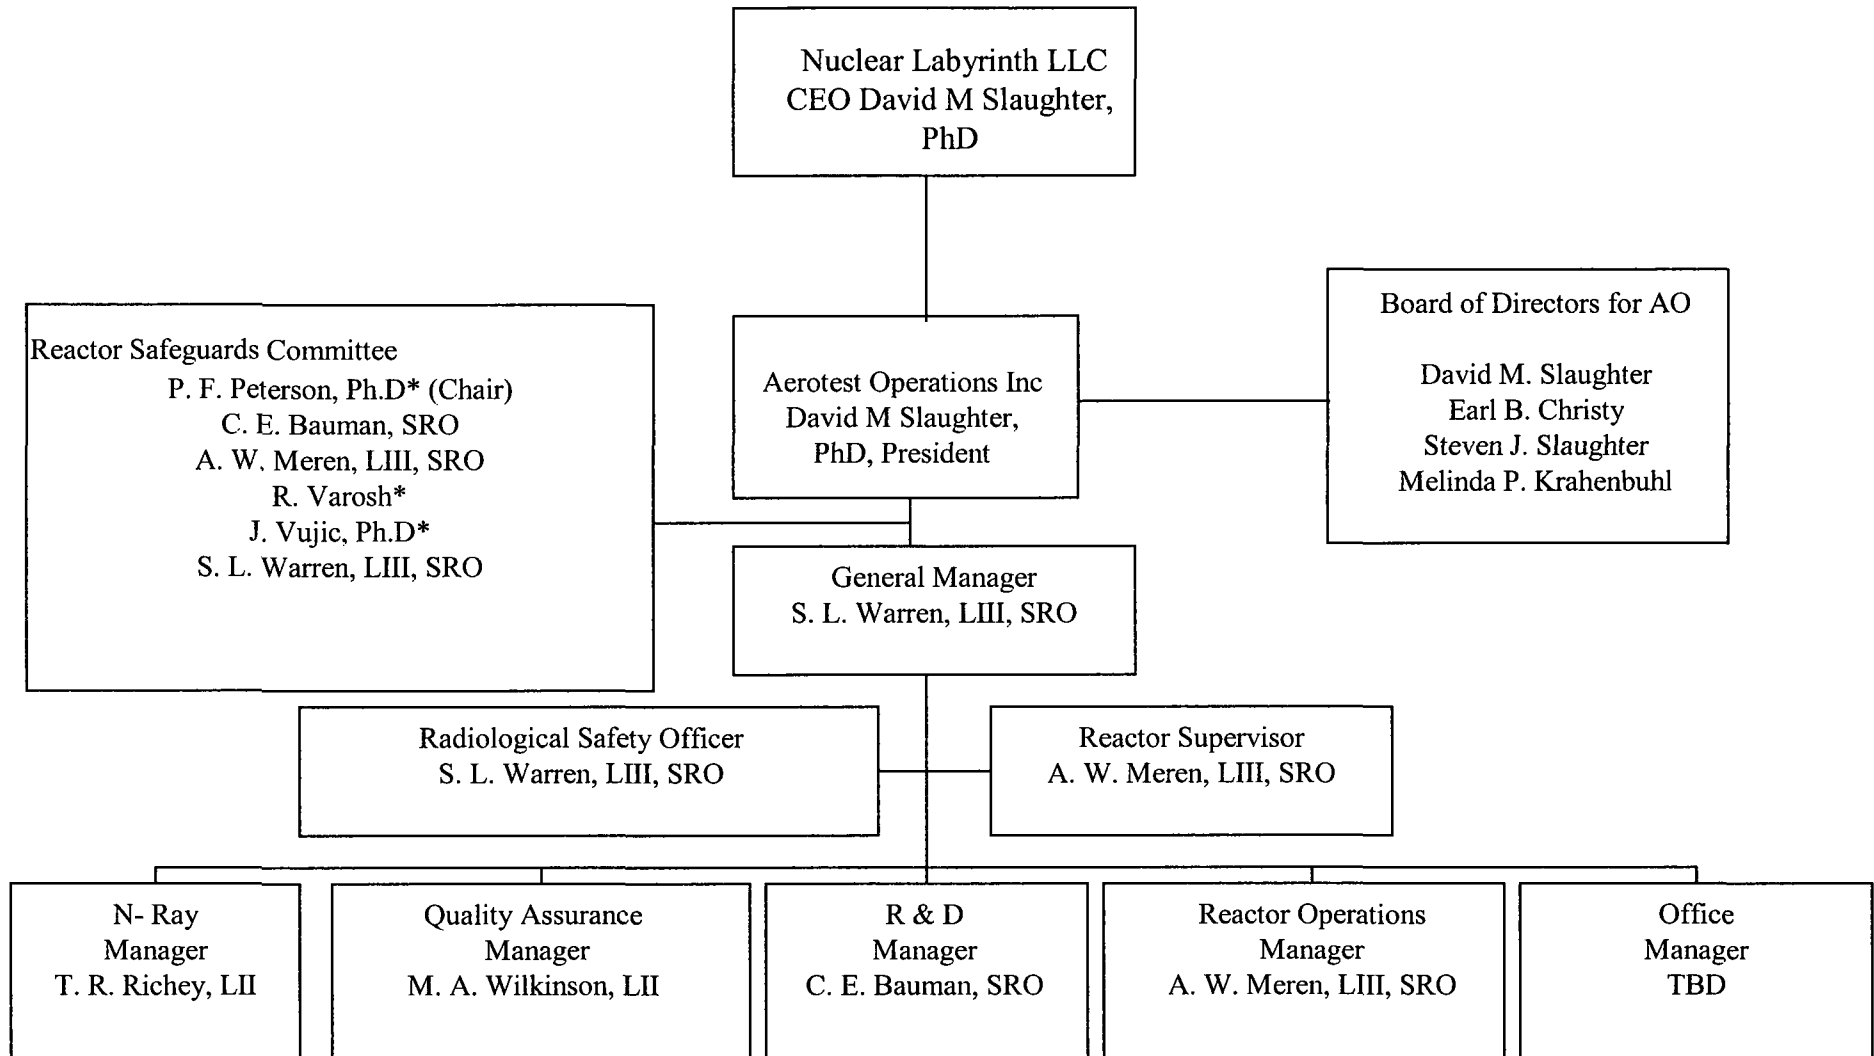 Nuclear Labyrinth LLC
CEO David M Slaughter,
PhD
Reactor Safeguards Committee
P. F. Peterson, Ph.D* (Chair)
C. E. Bauman, SRO
A. W. Meren, LIII, SRO
R. Varosh*
J. Vujic, Ph.D*
S. L. Warren, LIII, SRO
Aerotest Operations Inc
David M Slaughter,
PhD, President
Board of Directors for AO
David M. Slaughter
Earl B. Christy
Steven J. Slaughter
Melinda P. Krahenbuhl
General Manager
S. L. Warren, LIII, SRO
Radiological Safety Officer
S. L. Warren, LIII, SRO
Reactor Supervisor
A. W. Meren, LIII, SRO
N- Ray
Manager
T. R. Richey, LII
Quality Assurance
Manager
M. A. Wilkinson, LII
R & D
Manager
C. E. Bauman, SRO
Reactor Operations
Manager
A. W. Meren, LIII, SRO
Office
Manager
TBD